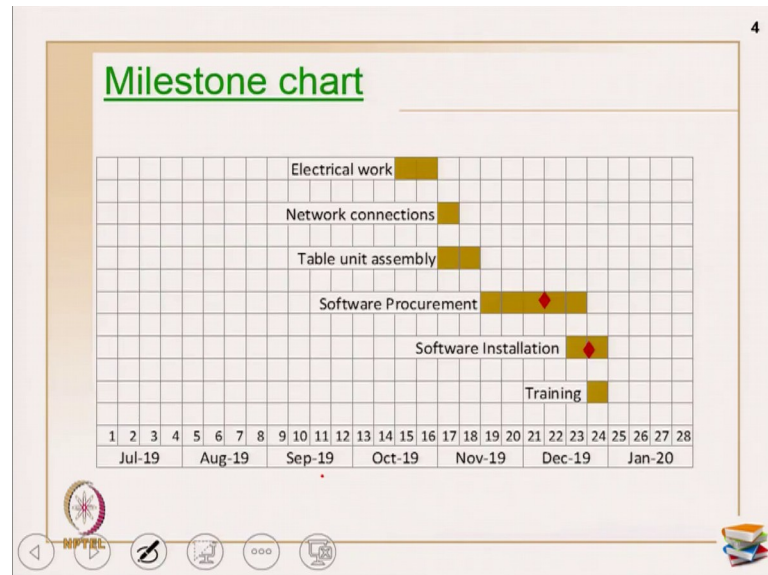 4
Milestone chart
Electrical work
Network connections
Table unit assembly
Software Procurement
Software Installation
Training
1 2 3 4 5 6 7 8 9 10 11 12 13 14 15 16 17 18 19 20 21 22 23 24 25 26 27 28
Jul-19 Aug-19 Sep-19 Oct-19 Nov-19 Dec-19 Jan-20
NPTEL